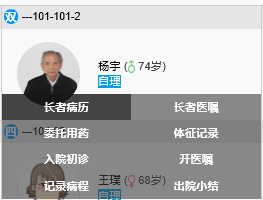 双 ---101-101-2
杨宇 (♂ 74岁)
自理
长者病历 长者医嘱
四 ---10
委托用药 体征记录
入院初诊 开医嘱
王璞 (♀ 68岁)
记录病程 出院小结
自理